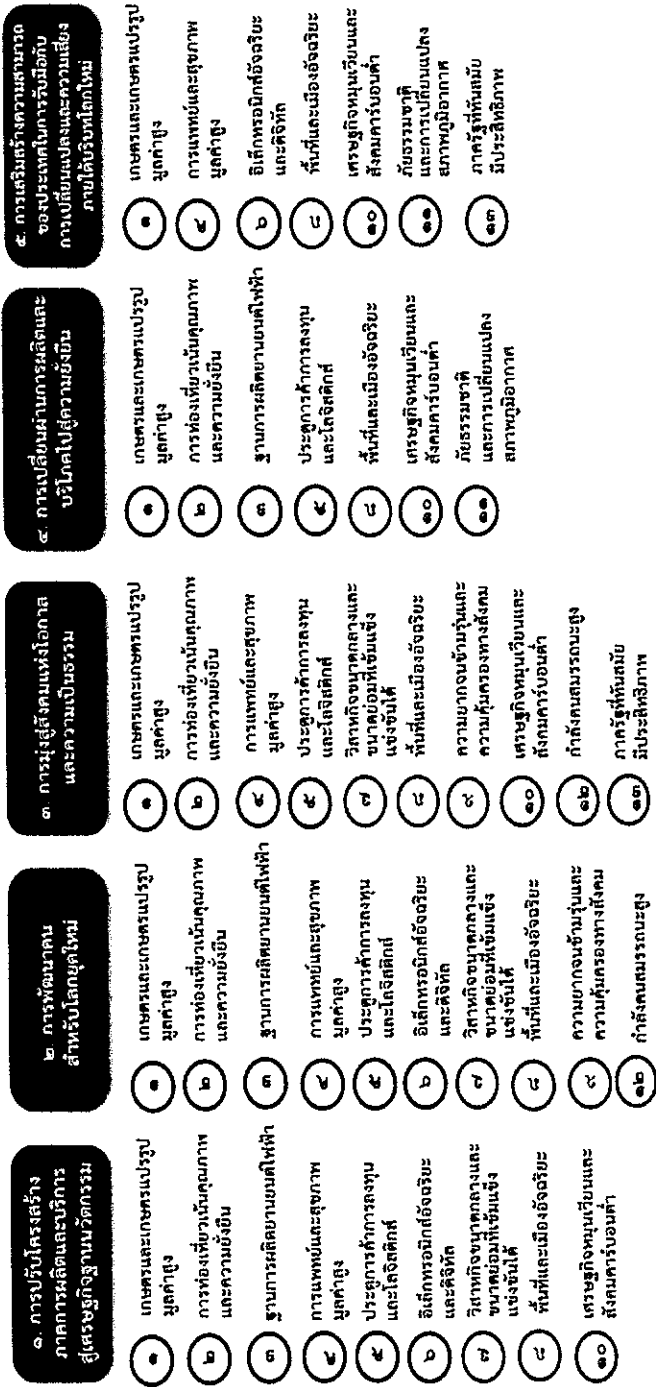 ๑. การปรับโครงสร้าง
ภาคการผลิตและบริการ
สู่เศรษฐกิจฐานนวัตกรรม
๑
เกษตรและเกษตรแปรรูป
มูลค่าสูง
๒
การท่องเที่ยวเน้นคุณภาพ
และความยั่งยืน
๓
ฐานการผลิตยานยนต์ไฟฟ้า
๔
การแพทย์และสุขภาพ
มูลค่าสูง
๕
ประตูการค้าการลงทุน
และโลจิสติกส์
๖
อิเล็กทรอนิกส์อัจฉริยะ
และดิจิทัล
๗
วิสาหกิจขนาดกลางและ
ขนาดย่อมที่เข้มแข็ง
แข่งขันได้
๘
พื้นที่และเมืองอัจฉริยะ
๑๐
เศรษฐกิจหมุนเวียนและ
สังคมคาร์บอนต่ำ
๒. การพัฒนาคน
สำหรับโลกยุคใหม่
๑
เกษตรและเกษตรแปรรูป
มูลค่าสูง
๒
การท่องเที่ยวเน้นคุณภาพ
และความยั่งยืน
๓
ฐานการผลิตยานยนต์ไฟฟ้า
๔
การแพทย์และสุขภาพ
มูลค่าสูง
๕
ประตูการค้าการลงทุน
และโลจิสติกส์
๖
อิเล็กทรอนิกส์อัจฉริยะ
และดิจิทัล
๗
วิสาหกิจขนาดกลางและ
ขนาดย่อมที่เข้มแข็ง
แข่งขันได้
๘
พื้นที่และเมืองอัจฉริยะ
๙
ความยากจนข้ามรุ่นและ
ความคุ้มครองทางสังคม
๑๒
กำลังคนสมรรถนะสูง
๓. การมุ่งสู่สังคมแห่งโอกาส
และความเป็นธรรม
๑
เกษตรและเกษตรแปรรูป
มูลค่าสูง
๒
การท่องเที่ยวเน้นคุณภาพ
และความยั่งยืน
๔
การแพทย์และสุขภาพ
มูลค่าสูง
๕
ประตูการค้าการลงทุน
และโลจิสติกส์
๗
วิสาหกิจขนาดกลางและ
ขนาดย่อมที่เข้มแข็ง
แข่งขันได้
๘
พื้นที่และเมืองอัจฉริยะ
๙
ความยากจนข้ามรุ่นและ
ความคุ้มครองทางสังคม
๑๐
เศรษฐกิจหมุนเวียนและ
สังคมคาร์บอนต่ำ
๑๒
กำลังคนสมรรถนะสูง
๑๓
ภาครัฐที่ทันสมัย
มีประสิทธิภาพ
๔. การเปลี่ยนผ่านการผลิตและ
บริโภคไปสู่ความยั่งยืน
๑
เกษตรและเกษตรแปรรูป
มูลค่าสูง
๒
การท่องเที่ยวเน้นคุณภาพ
และความยั่งยืน
๓
ฐานการผลิตยานยนต์ไฟฟ้า
๕
ประตูการค้าการลงทุน
และโลจิสติกส์
๘
พื้นที่และเมืองอัจฉริยะ
๑๐
เศรษฐกิจหมุนเวียนและ
สังคมคาร์บอนต่ำ
๑๑
ภัยธรรมชาติ
และการเปลี่ยนแปลง
สภาพภูมิอากาศ
๕. การเสริมสร้างความสามารถ
ของประเทศในการรับมือกับ
การเปลี่ยนแปลงและความเสี่ยง
ภายใต้บริบทโลกใหม่
๑
เกษตรและเกษตรแปรรูป
มูลค่าสูง
๔
การแพทย์และสุขภาพ
มูลค่าสูง
๖
อิเล็กทรอนิกส์อัจฉริยะ
และดิจิทัล
๘
พื้นที่และเมืองอัจฉริยะ
๑๐
เศรษฐกิจหมุนเวียนและ
สังคมคาร์บอนต่ำ
๑๑
ภัยธรรมชาติ
และการเปลี่ยนแปลง
สภาพภูมิอากาศ
๑๓
ภาครัฐที่ทันสมัย
มีประสิทธิภาพ